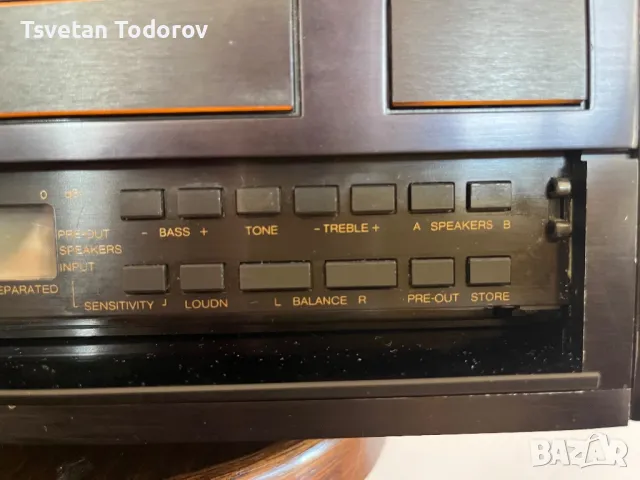 Tsvetan Todorov
0 dB
- BASS + TONE - TREBLE + A SPEAKERS B
PRE-OUT
SPEAKERS
INPUT
EPARATED
SENSITIVITY LOUDN L BALANCE R PRE-OUT STORE
BAZAR